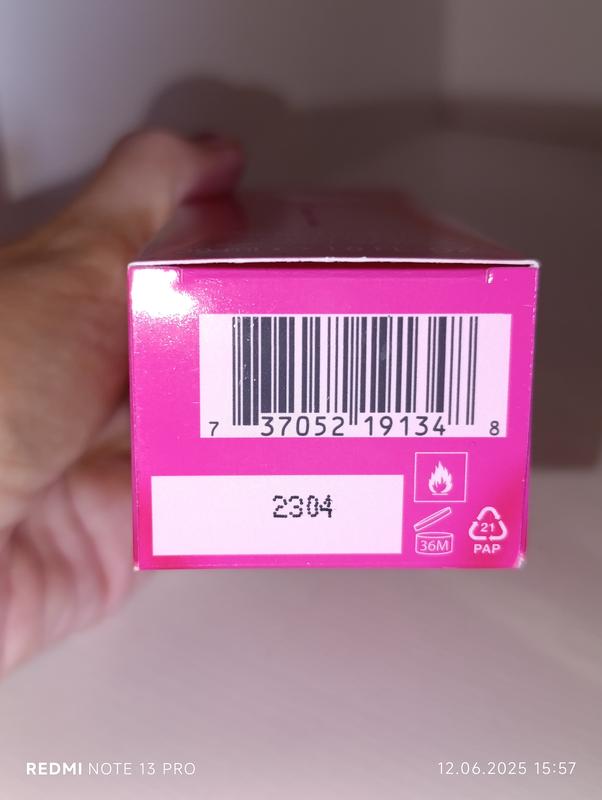 7 37052 19134 8
2304
36M
21
PAP
REDMI NOTE 13 PRO
12.06.2025 15:57